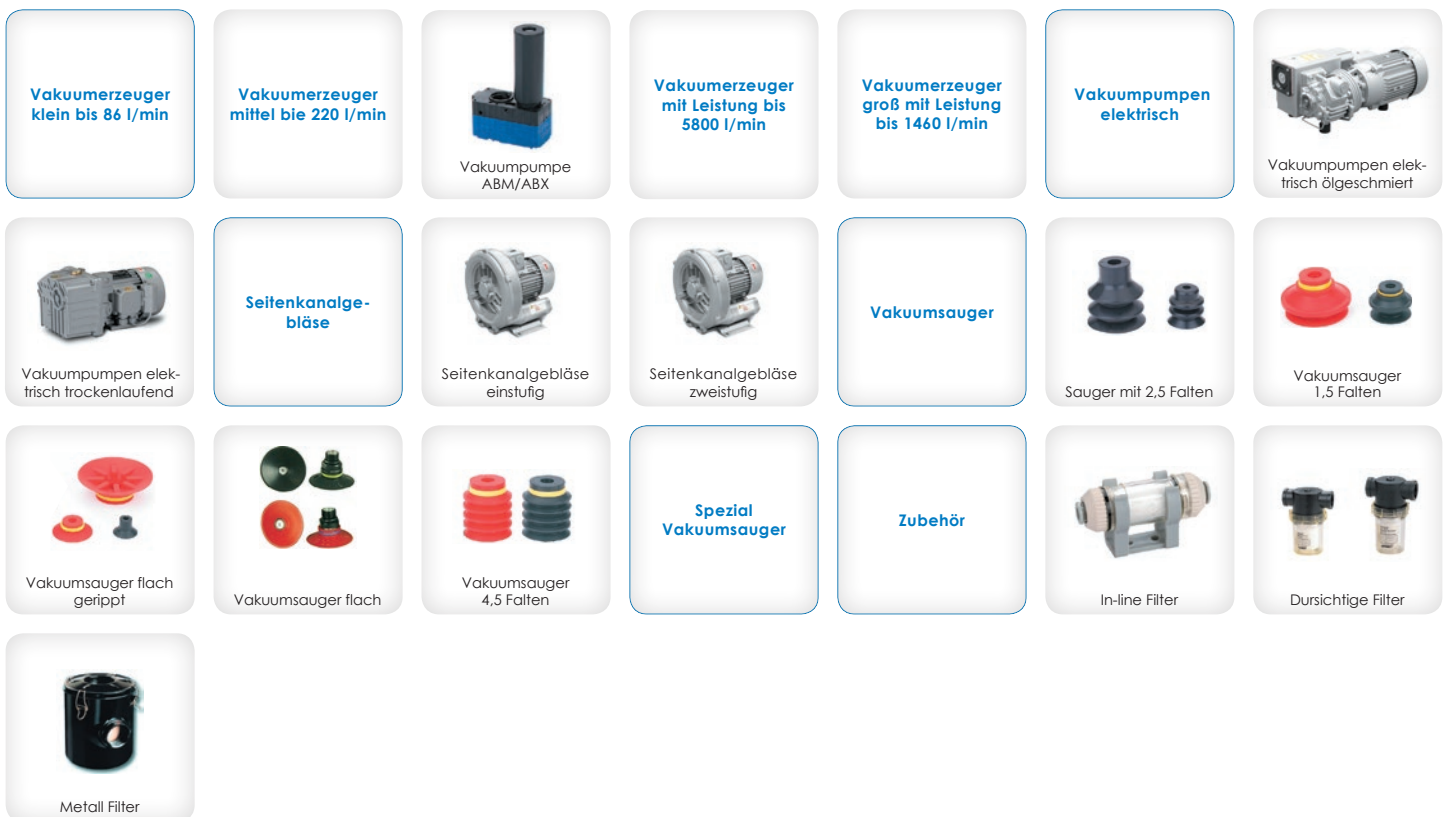 Vakuumerzeuger
klein bis 86 l/min
Vakuumerzeuger
mittel bie 220 l/min
Vakuumpumpe
ABM/ABX
Vakuumerzeuger
mit Leistung bis
5800 l/min
Vakuumerzeuger
groß mit Leistung
bis 1460 l/min
Vakuumpumpen
elektrisch
Vakuumpumpen elek-
trisch ölgeschmiert
Vakuumpumpen elek-
trisch trockenlaufend
Seitenkanalge-
bläse
Seitenkanalgebläse
einstufig
Seitenkanalgebläse
zweistufig
Vakuumsauger
Sauger mit 2,5 Falten
Vakuumsauger
1,5 Falten
Vakuumsauger flach
gerippt
Vakuumsauger flach
Vakuumsauger
4,5 Falten
Spezial
Vakuumsauger
Zubehör
In-line Filter
Dursichtige Filter
Metall Filter